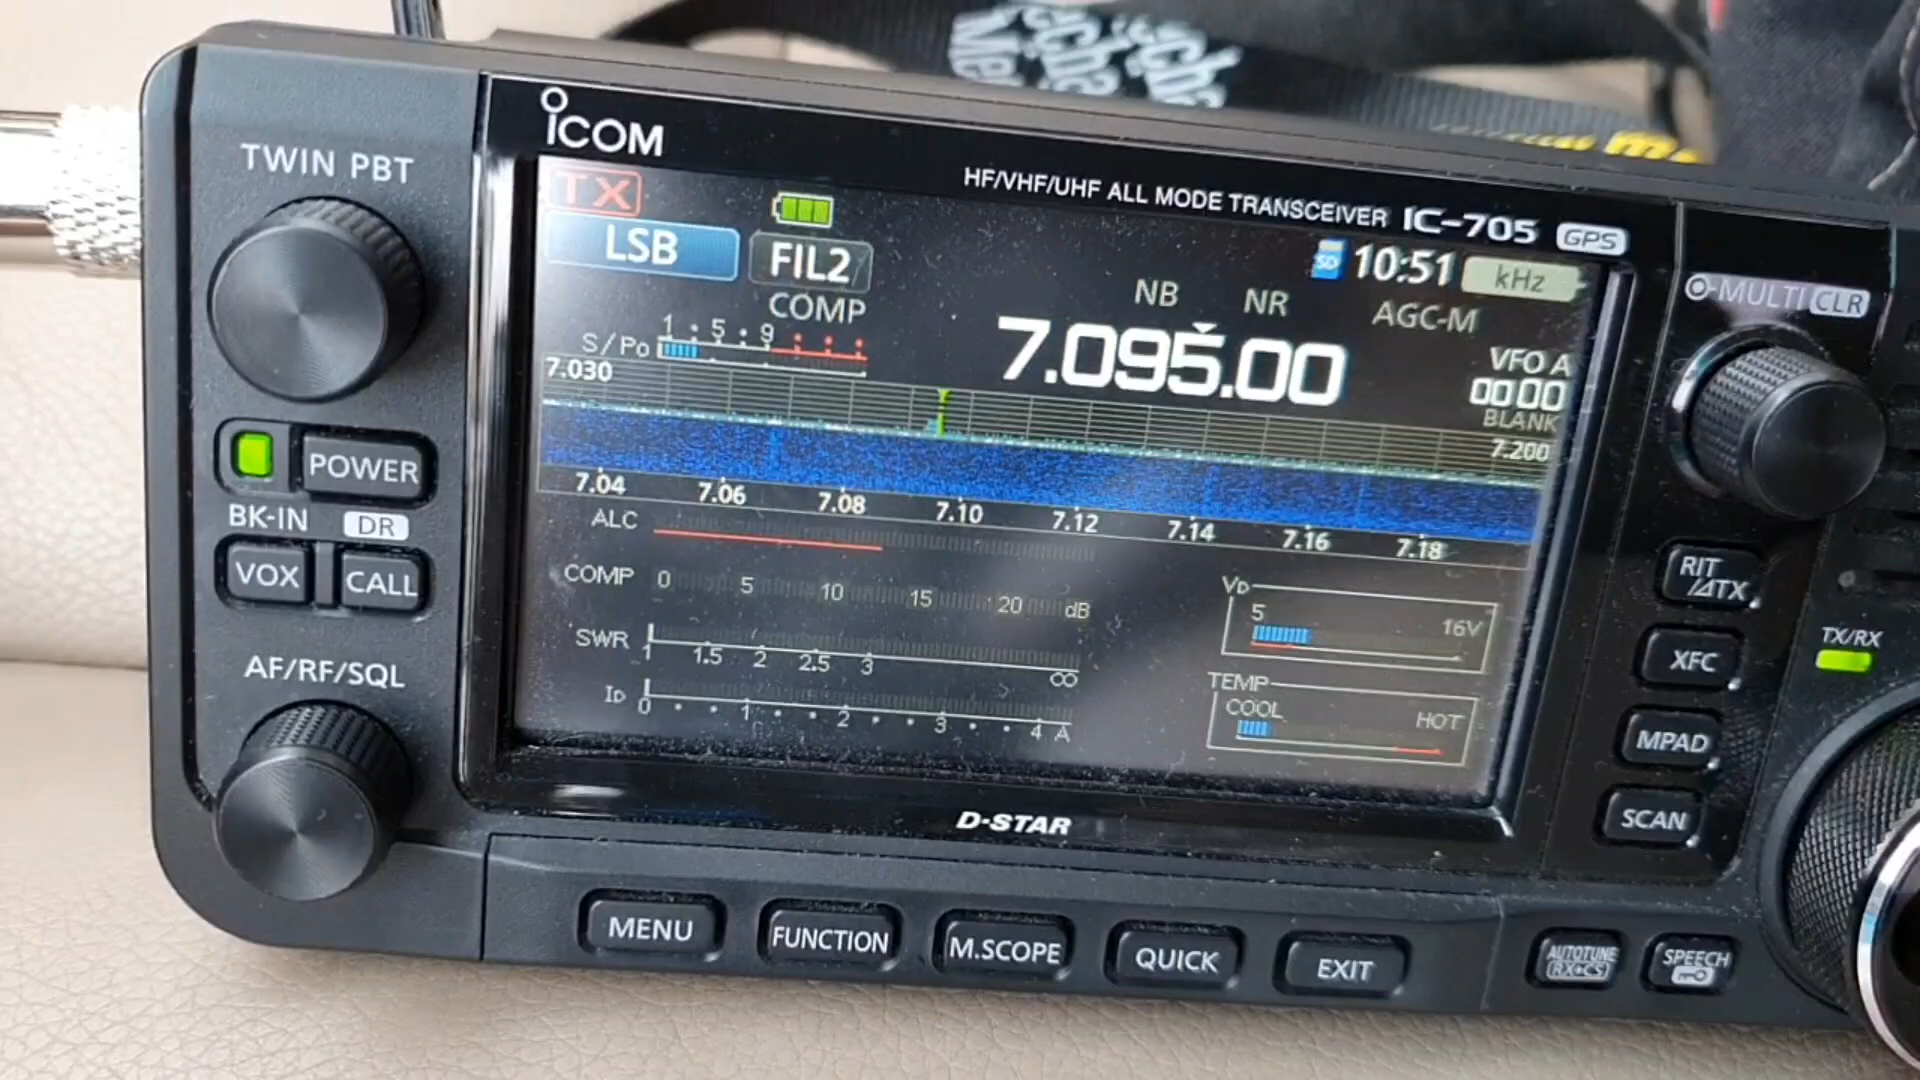 ICOM
HF/VHF/UHF ALL MODE TRANSCEIVER IC-705 GPS
TWIN PBT
TX
LSB
FIL2
COMP
SD 10:51 kHz
NB NR AGC-M
1 5 9
S/Po
7.095.00
VFO A
00 00
BLANK
7.030
7.200
7.04 7.06 7.08 7.10 7.12 7.14 7.16 7.18
ALC
COMP 0 5 10 15 20 dB
SWR 1 1.5 2 2.5 3 ∞
ID 0 1 2 3 4 A
VD
5 16V
TEMP
COOL HOT
D-STAR
POWER
BK-IN DR
VOX CALL
AF/RF/SQL
MULTI CLR
RIT
/ΔTX
TX/RX
XFC
MPAD
SCAN
MENU FUNCTION M.SCOPE QUICK EXIT
AUTOTUNE
RX→CS
SPEECH